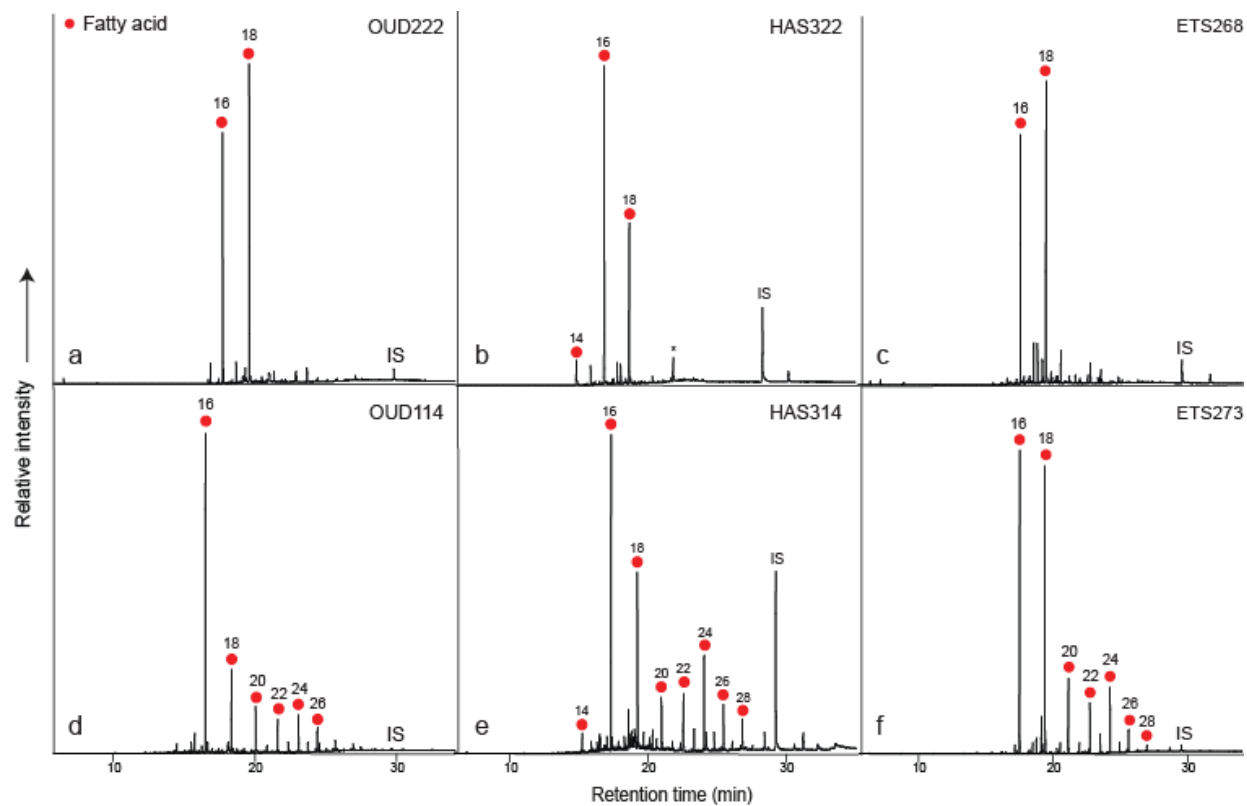 Fatty acid
OUD222
16
18
a
IS
HAS322
14
16
18
*
IS
b
ETS268
16
18
c
IS
OUD114
16
18
20
22
24
26
d
IS
10
20
30
HAS314
14
16
18
20
22
24
26
28
IS
e
10
20
30
ETS273
16
18
20
22
24
26
28
f
IS
10
20
30
Relative intensity
Retention time (min)